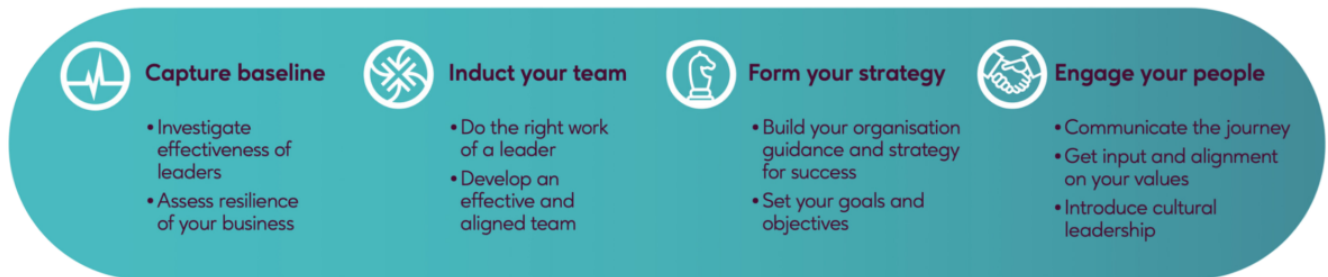 Capture baseline
• Investigate
effectiveness of
leaders
• Assess resilience
of your business
Induct your team
• Do the right work
of a leader
• Develop an
effective and
aligned team
Form your strategy
• Build your organisation
guidance and strategy
for success
• Set your goals and
objectives
Engage your people
• Communicate the journey
• Get input and alignment
on your values
• Introduce cultural
leadership